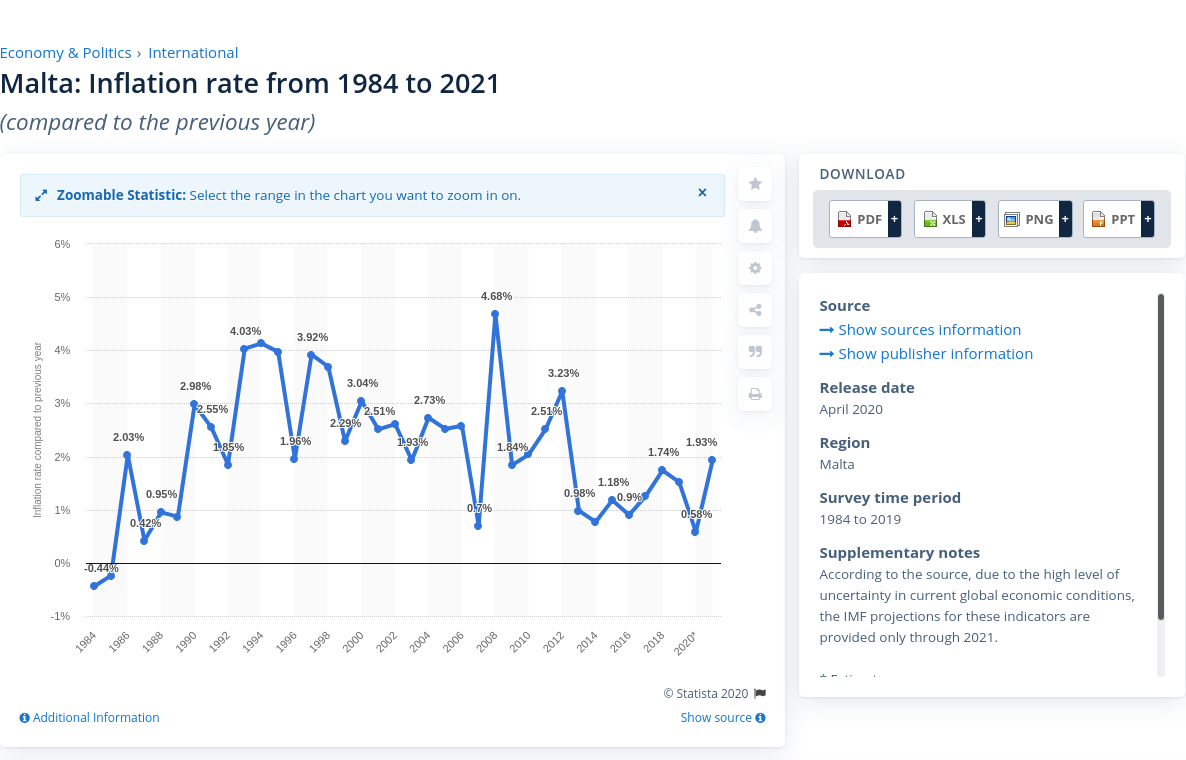 Economy & Politics › International
Malta: Inflation rate from 1984 to 2021
(compared to the previous year)
Zoomable Statistic: Select the range in the chart you want to zoom in on.
×
6%
5%
4%
3%
2%
1%
0%
-1%
Inflation rate compared to previous year
-0.44%
2.03%
0.42%
0.95%
2.98%
2.55%
1.85%
4.03%
1.96%
3.92%
2.29%
3.04%
2.51%
1.93%
2.73%
0.7%
4.68%
1.84%
2.51%
3.23%
0.98%
1.18%
0.9%
1.74%
0.58%
1.93%
1984
1986
1988
1990
1992
1994
1996
1998
2000
2002
2004
2006
2008
2010
2012
2014
2016
2018
2020*
© Statista 2020
Additional Information
Show source
DOWNLOAD
PDF +
XLS +
PNG +
PPT +
Source
Show sources information
Show publisher information
Release date
April 2020
Region
Malta
Survey time period
1984 to 2019
Supplementary notes
According to the source, due to the high level of
uncertainty in current global economic conditions,
the IMF projections for these indicators are
provided only through 2021.